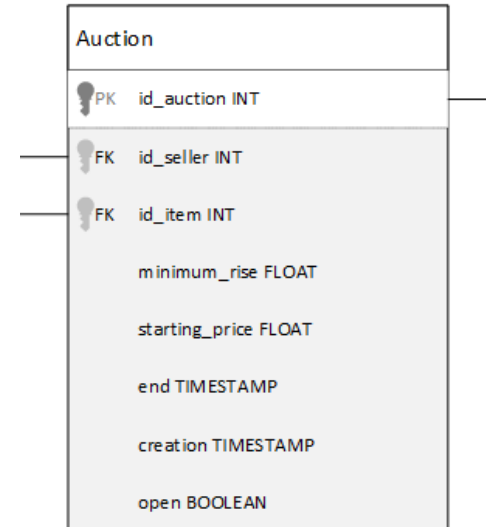 Auction
PK id_auction INT
FK id_seller INT
FK id_item INT
minimum_rise FLOAT
starting_price FLOAT
end TIMESTAMP
creation TIMESTAMP
open BOOLEAN